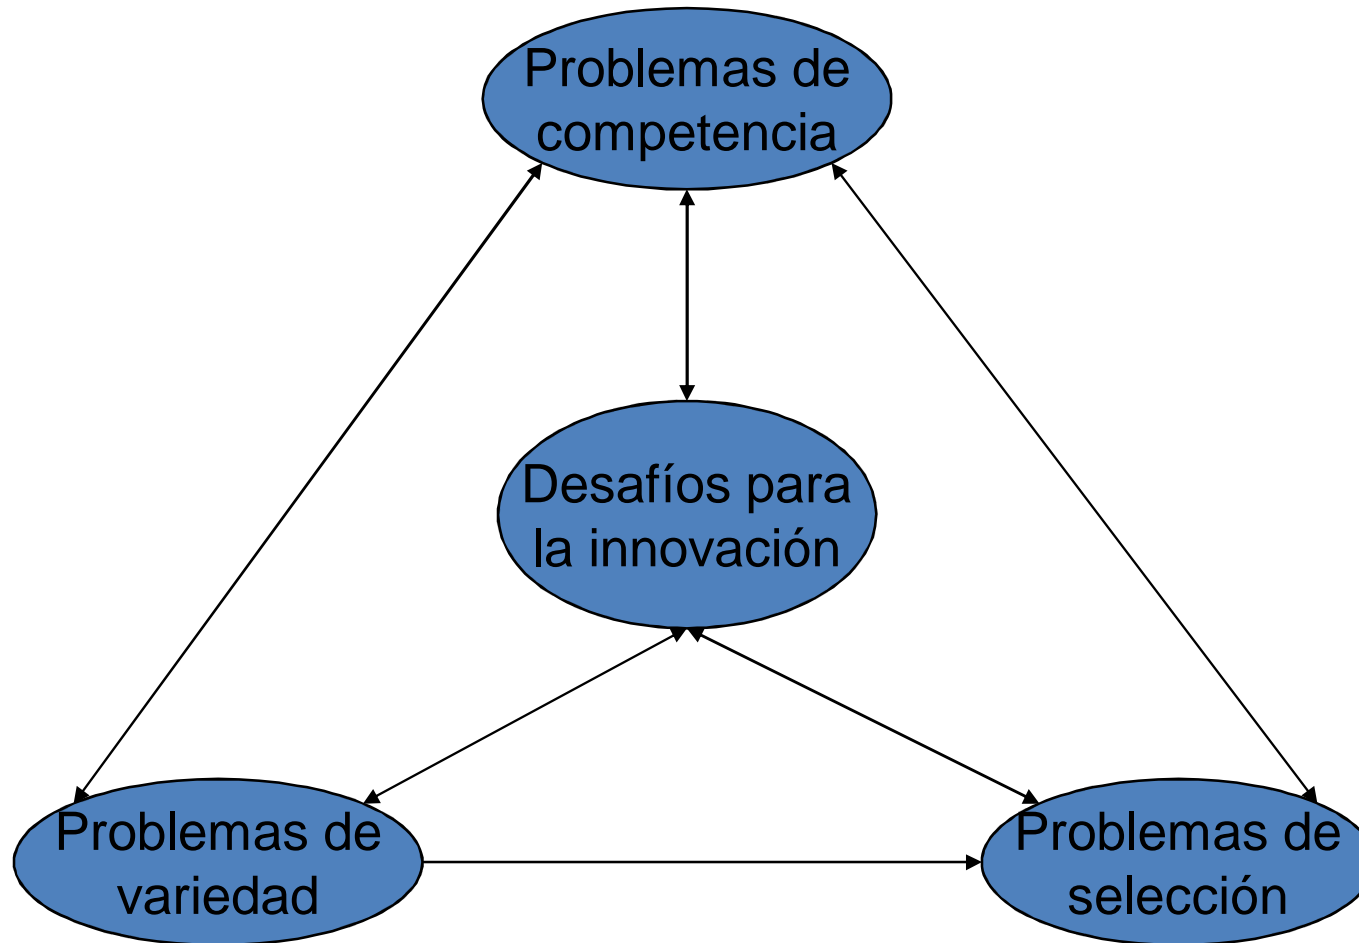 Problemas de
competencia
Desafíos para
la innovación
Problemas de
variedad
Problemas de
selección